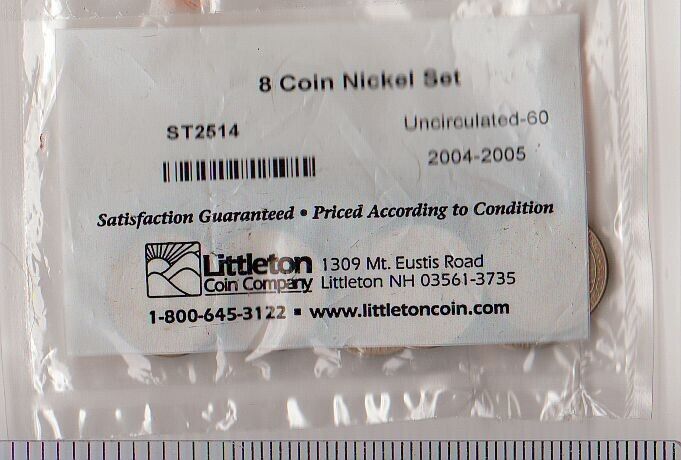 8 Coin Nickel Set
ST2514
Uncirculated-60
2004-2005
Satisfaction Guaranteed • Priced According to Condition
Littleton
Coin Company
1309 Mt. Eustis Road
Littleton NH 03561-3735
1-800-645-3122 ▪ www.littletoncoin.com